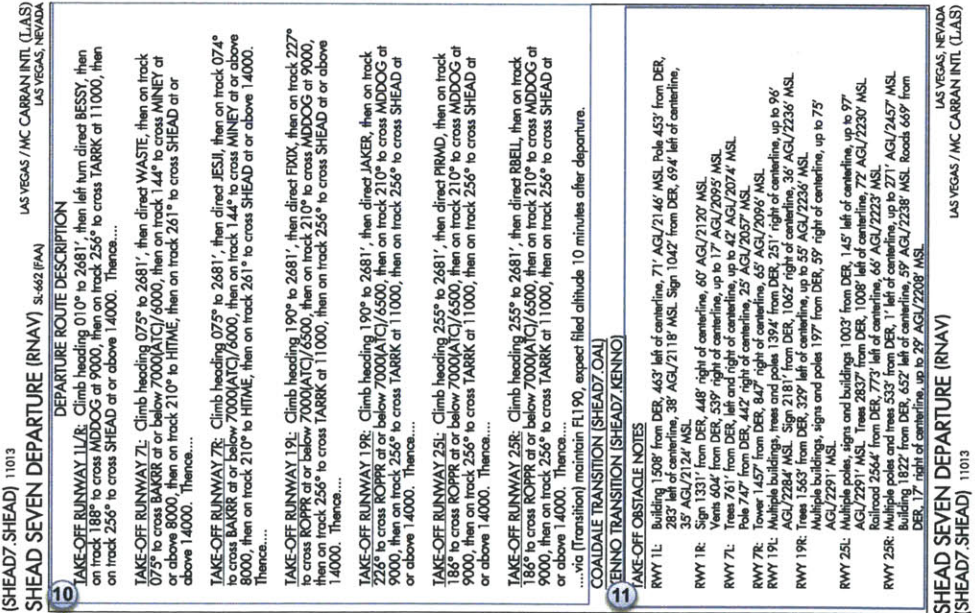 (SHEAD7.SHEAD) 11013
SHEAD SEVEN DEPARTURE (RNAV) SL-662 (FAA)
LAS VEGAS / MC CARRAN INTL (LAS)
LAS VEGAS, NEVADA
10
DEPARTURE ROUTE DESCRIPTION
TAKE-OFF RUNWAY 1L/R: Climb heading 010° to 2681', then left turn direct BESSY, then
on track 188° to cross MDDOG at 9000, then on track 256° to cross TARRK at 11000, then
on track 256° to cross SHEAD at or above 14000. Thence....
TAKE-OFF RUNWAY 7L: Climb heading 075° to 2681', then direct WASTE, then on track
075° to cross BAKRR at or below 7000(ATC)/6000, then on track 144° to cross MINEY at
or above 8000, then on track 210° to HITME, then on track 261° to cross SHEAD at or
above 14000. Thence....
TAKE-OFF RUNWAY 7R: Climb heading 075° to 2681', then direct JESJI, then on track 074°
to cross BAKRR at or below 7000(ATC)/6000, then on track 144° to cross MINEY at or above
8000, then on track 210° to HITME, then on track 261° to cross SHEAD at or above 14000.
Thence....
TAKE-OFF RUNWAY 19L: Climb heading 190° to 2681', then direct FIXIX, then on track 227°
to cross ROPPR at or below 7000(ATC)/6500, then on track 210° to cross MDDOG at 9000,
then on track 256° to cross TARRK at 11000, then on track 256° to cross SHEAD at or above
14000. Thence....
TAKE-OFF RUNWAY 19R: Climb heading 190° to 2681', then direct JAKER, then on track
226° to cross ROPPR at or below 7000(ATC)/6500, then on track 210° to cross MDDOG at
9000, then on track 256° to cross TARRK at 11000, then on track 256° to cross SHEAD at
or above 14000. Thence....
TAKE-OFF RUNWAY 25L: Climb heading 255° to 2681', then direct PIRMD, then on track
186° to cross ROPPR at or below 7000(ATC)/6500, then on track 210° to cross MDDOG at
9000, then on track 256° to cross TARRK at 11000, then on track 256° to cross SHEAD at
or above 14000. Thence....
TAKE-OFF RUNWAY 25R: Climb heading 255° to 2681', then direct RBELL, then on track
186° to cross ROPPR at or below 7000(ATC)/6500, then on track 210° to cross MDDOG at
9000, then on track 256° to cross TARRK at 11000, then on track 256° to cross SHEAD at
or above 14000. Thence....
....via (Transition) maintain FL190, expect filed altitude 10 minutes after departure.
COALDALE TRANSITION (SHEAD7.OAL)
KENNO TRANSITION (SHEAD7.KENNO)
11
TAKE-OFF OBSTACLE NOTES
RWY 1L: Building 1508' from DER, 463' left of centerline, 71' AGL/2146' MSL. Pole 453' from DER,
283' left of centerline, 38' AGL/2118' MSL. Sign 1042' from DER, 694' left of centerline,
35' AGL/2124' MSL.
RWY 1R: Sign 1331' from DER, 448' right of centerline, 60' AGL/2120' MSL.
Vents 604' from DER, 539' right of centerline, up to 17' AGL/2095' MSL.
RWY 7L: Trees 761' from DER, left and right of centerline, up to 42' AGL/2074' MSL.
Pole 747' from DER, 442' right of centerline, 25' AGL/2057' MSL.
RWY 7R: Tower 1457' from DER, 847' right of centerline, 65' AGL/2096' MSL.
RWY 19L: Multiple buildings, trees and poles 1394' from DER, 251' right of centerline, up to 96'
AGL/2284' MSL. Sign 2181' from DER, 1062' right of centerline, 36' AGL/2236' MSL.
RWY 19R: Trees 1563' from DER, 329' left of centerline, up to 55' AGL/2236' MSL.
Multiple buildings, signs and poles 197' from DER, 59' right of centerline, up to 75'
AGL/2291' MSL.
RWY 25L: Multiple poles, signs and buildings 1003' from DER, 145' left of centerline, up to 97'
AGL/2291' MSL. Trees 2837' from DER, 1008' left of centerline, 72' AGL/2230' MSL.
Railroad 2564' from DER, 773' left of centerline, 66' AGL/2223' MSL.
RWY 25R: Multiple poles and trees 533' from DER, 1' left of centerline, up to 271' AGL/2457' MSL.
Building 1822' from DER, 652' left of centerline, 59' AGL/2238' MSL. Roads 669' from
DER, 17' right of centerline, up to 29' AGL/2208' MSL.
SHEAD SEVEN DEPARTURE (RNAV)
(SHEAD7.SHEAD) 11013
LAS VEGAS, NEVADA
LAS VEGAS / MC CARRAN INTL (LAS)